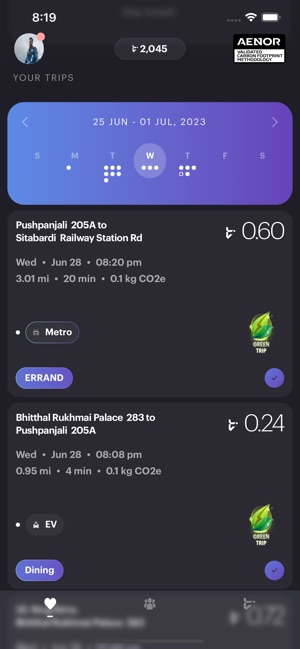 8:19
2,045
AENOR
VALIDATED
CARBON FOOTPRINT
METHODOLOGY
YOUR TRIPS
25 JUN - 01 JUL, 2023
S M T W T F S
Pushpanjali 205A to
Sitabardi Railway Station Rd
0.60
Wed • Jun 28 • 08:20 pm
3.01 mi • 20 min • 0.1 kg CO2e
Metro
GREEN
TRIP
ERRAND
Bhitthal Rukhmai Palace 283 to
Pushpanjali 205A
0.24
Wed • Jun 28 • 08:08 pm
0.95 mi • 4 min • 0.1 kg CO2e
EV
GREEN
TRIP
Dining
0.72